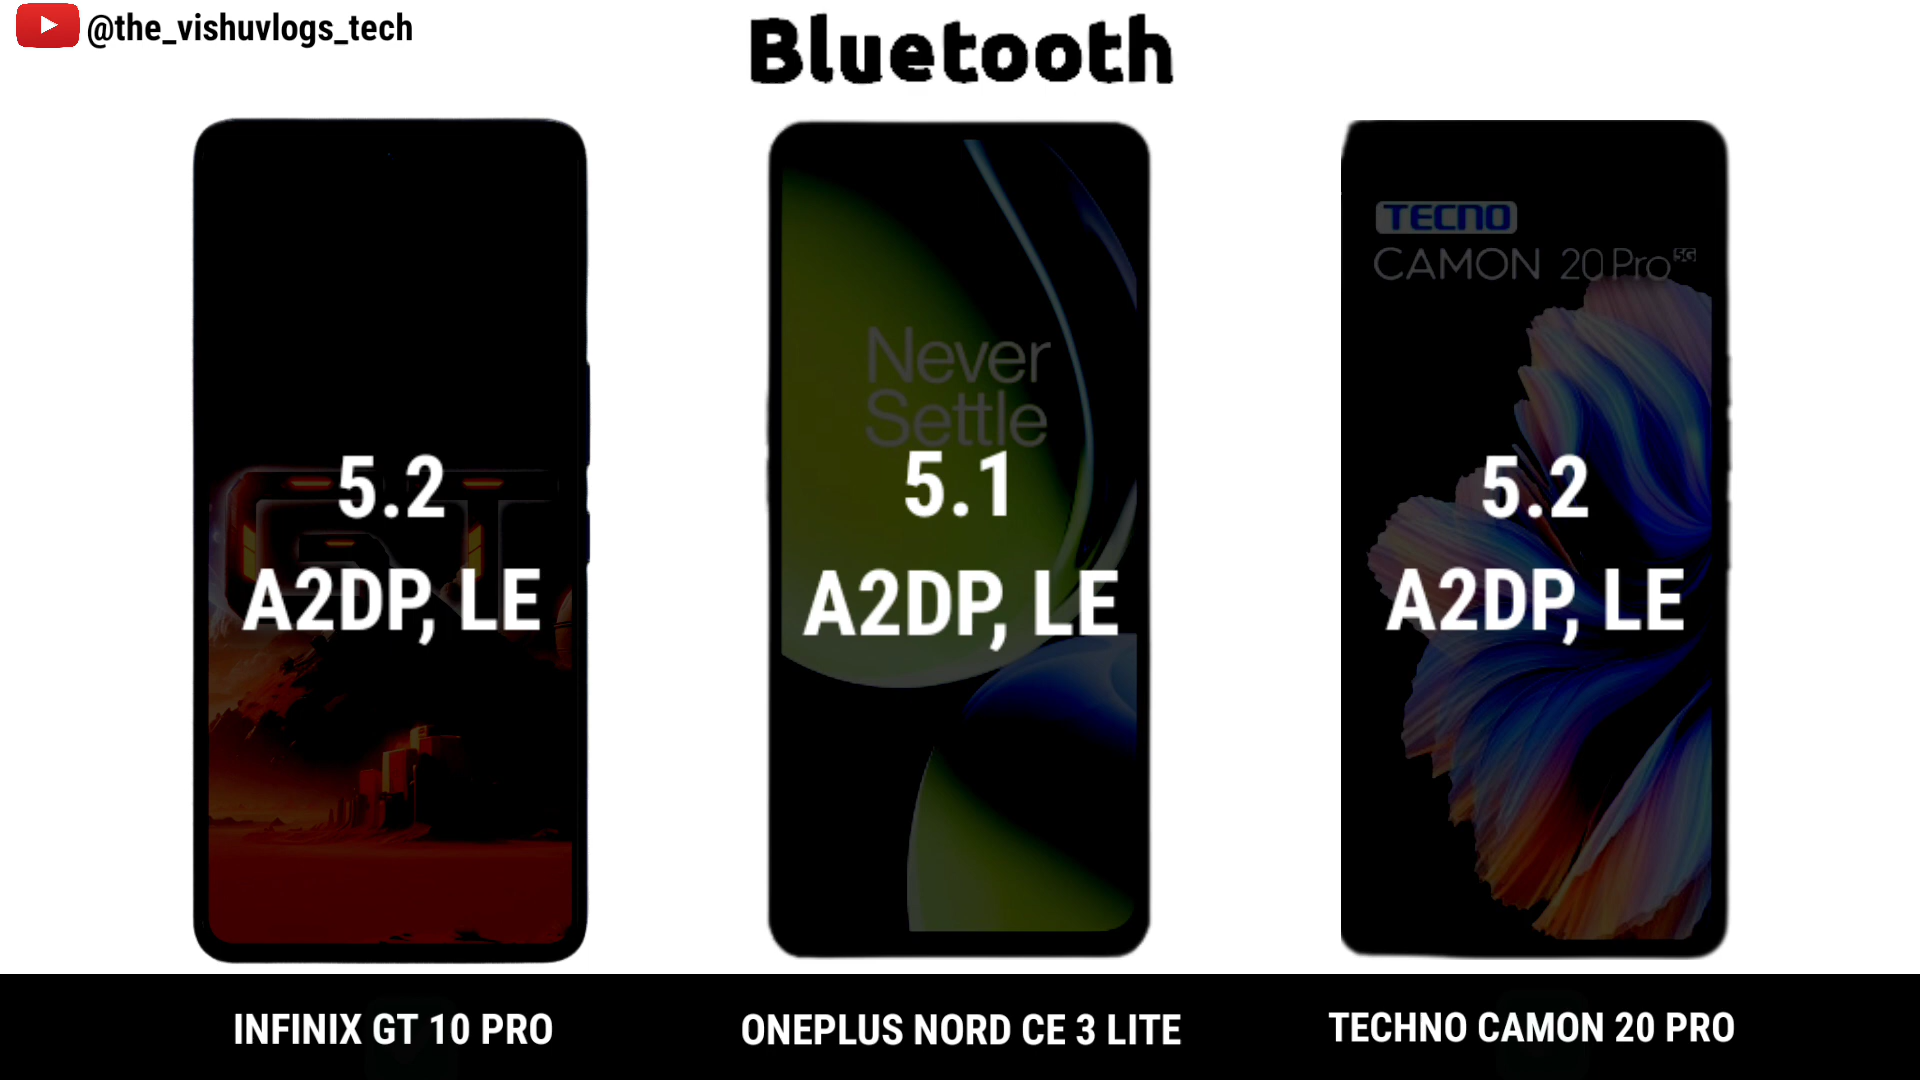 @the_vishuvlogs_tech
Bluetooth
TECNO
CAMON 20 Pro 5G
Never
Settle
5.2
A2DP, LE
5.1
A2DP, LE
5.2
A2DP, LE
INFINIX GT 10 PRO
ONEPLUS NORD CE 3 LITE
TECHNO CAMON 20 PRO